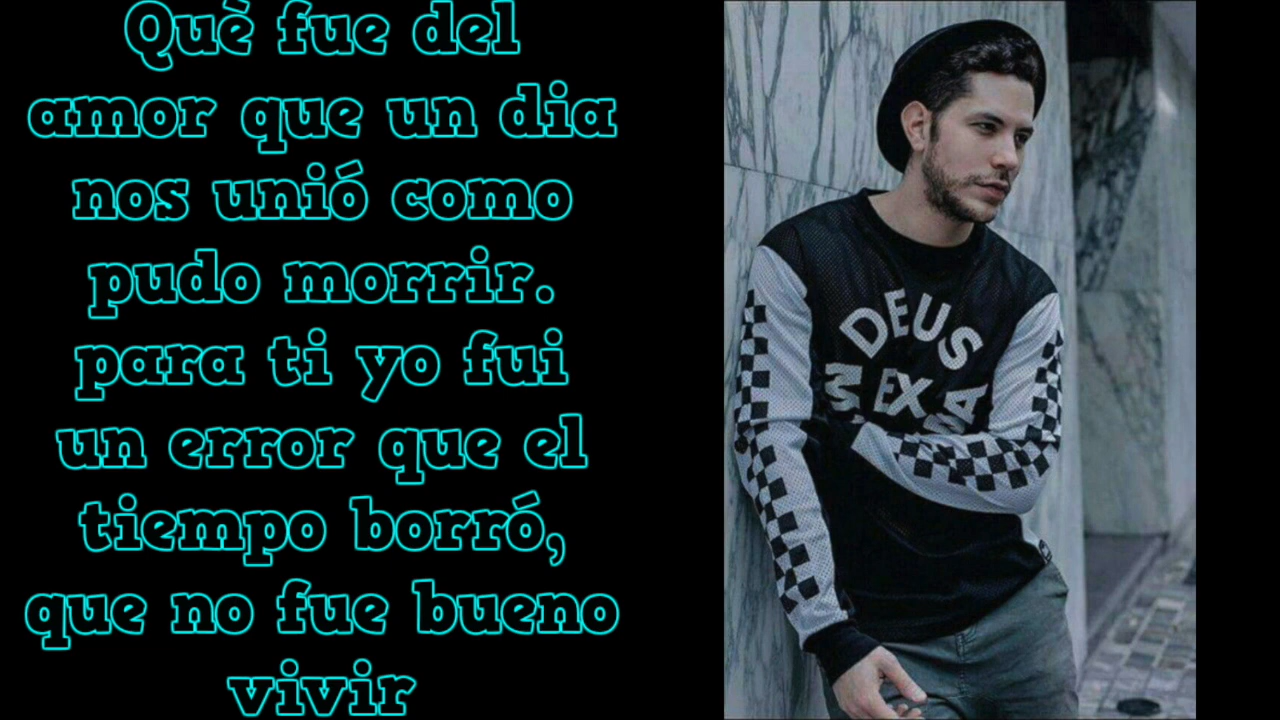 Què fue del
amor que un dia
nos unió como
pudo morrir.
para ti yo fui
un error que el
tiempo borró,
que no fue bueno
vivir
DEUS
EX